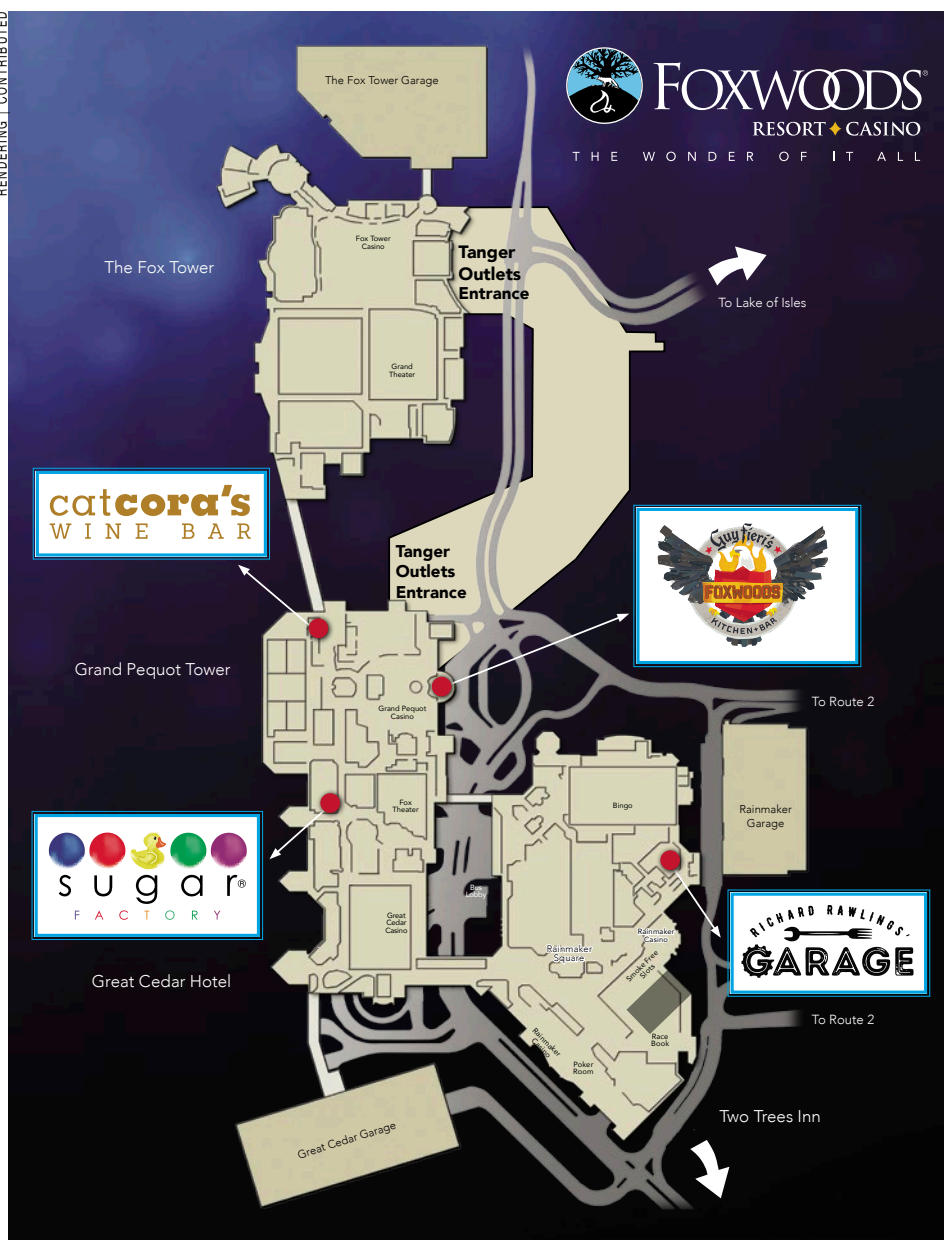 RENDERING | CONTRIBUTED
The Fox Tower Garage
FOXWOODS®
RESORT CASINO
THE WONDER OF IT ALL
Fox Tower
Casino
The Fox Tower
Tanger
Outlets
Entrance
To Lake of Isles
Grand
Theater
catcora's
WINE BAR
Guy Fieri's
FOXWOODS
KITCHEN+BAR
Tanger
Outlets
Entrance
Grand Pequot Tower
Grand Pequot
Casino
To Route 2
Fox
Theater
Bingo
Rainmaker
Garage
sugar®
FACTORY
Bus
Lobby
Great
Cedar
Casino
Rainmaker
Square
Rainmaker
Casino
Smoke Free
Slots
RICHARD RAWLINGS'
GARAGE
Great Cedar Hotel
To Route 2
Race
Book
Rainmaker
Casino
Poker
Room
Great Cedar Garage
Two Trees Inn